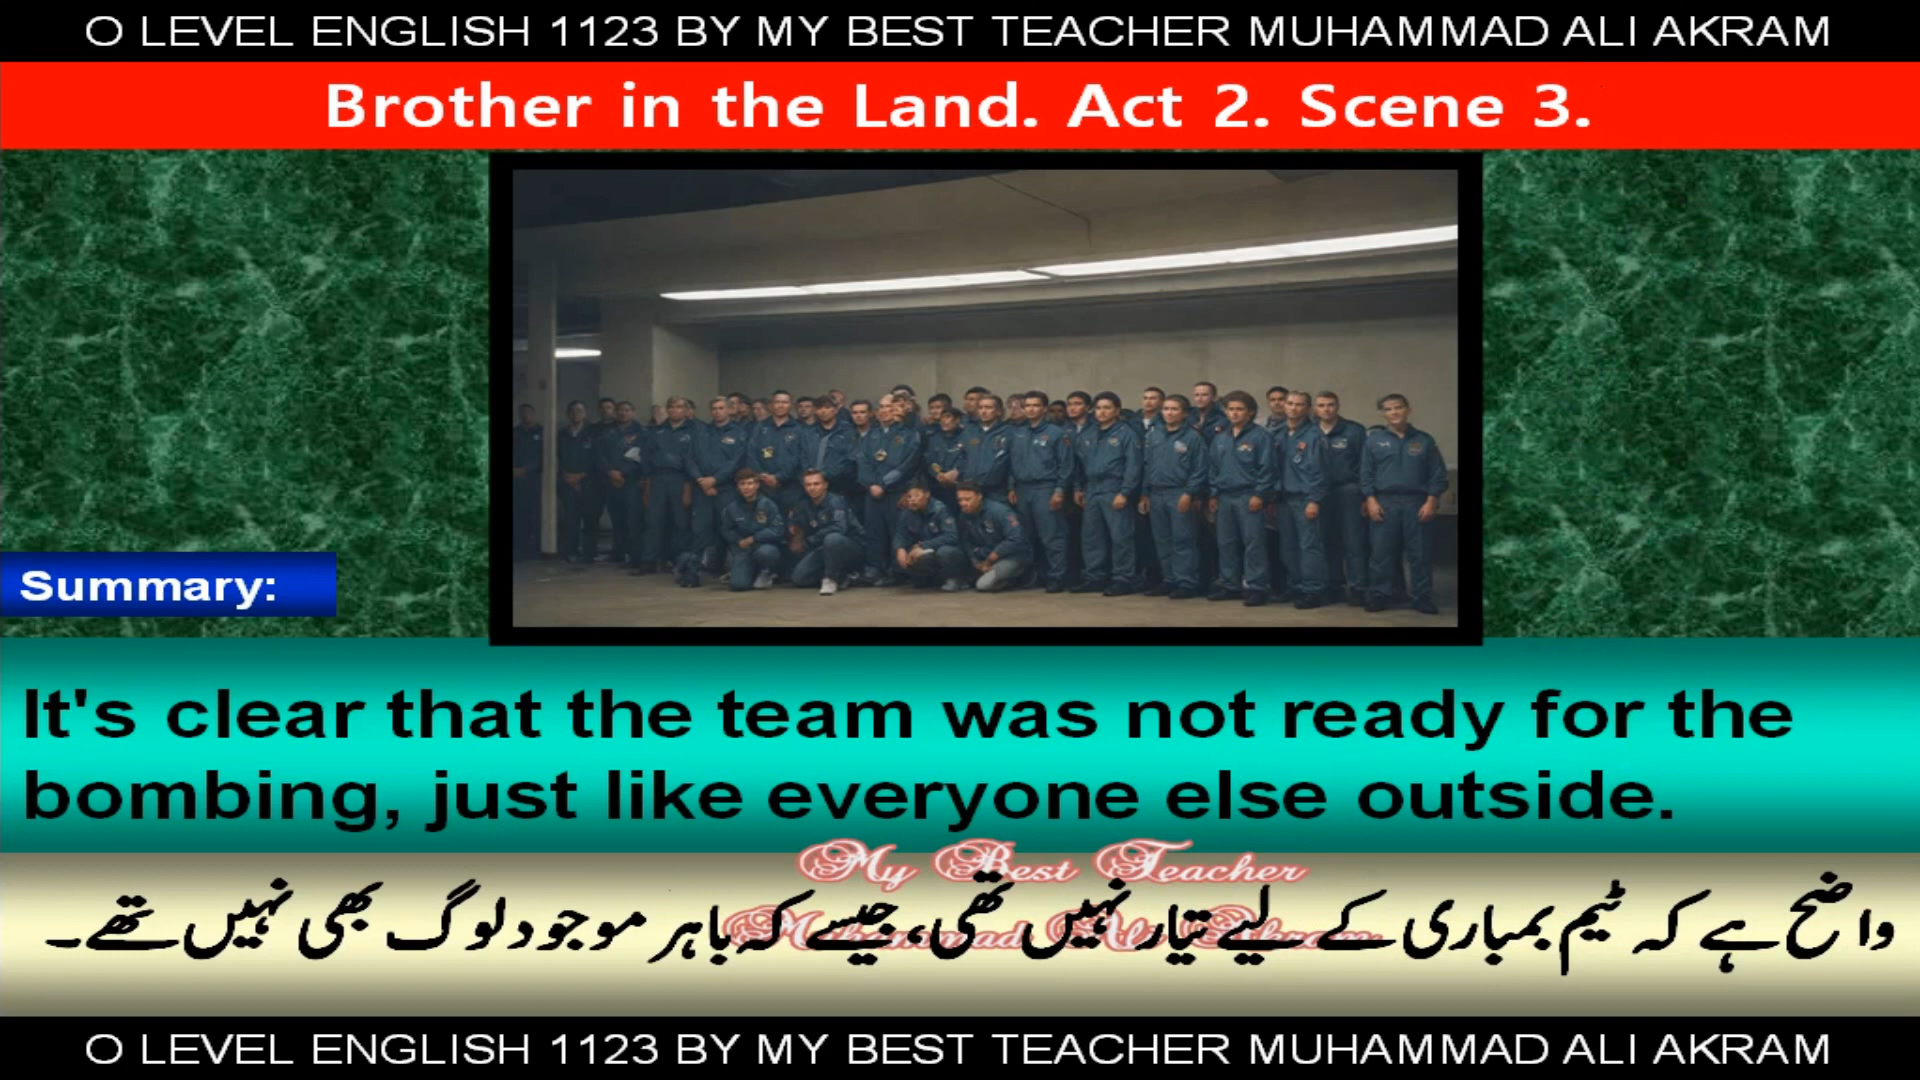 O LEVEL ENGLISH 1123 BY MY BEST TEACHER MUHAMMAD ALI AKRAM
Brother in the Land. Act 2. Scene 3.
Summary:
It's clear that the team was not ready for the
bombing, just like everyone else outside.
My Best Teacher
Muhammad Ali Akram
واضح ہے کہ ٹیم بمباری کے لیے تیار نہیں تھی، جیسے کہ باہر موجود لوگ بھی نہیں تھے۔
O LEVEL ENGLISH 1123 BY MY BEST TEACHER MUHAMMAD ALI AKRAM